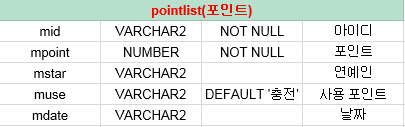 pointlist(포인트)
mid VARCHAR2 NOT NULL 아이디
mpoint NUMBER NOT NULL 포인트
mstar VARCHAR2 연예인
muse VARCHAR2 DEFAULT '충전' 사용 포인트
mdate VARCHAR2 날짜